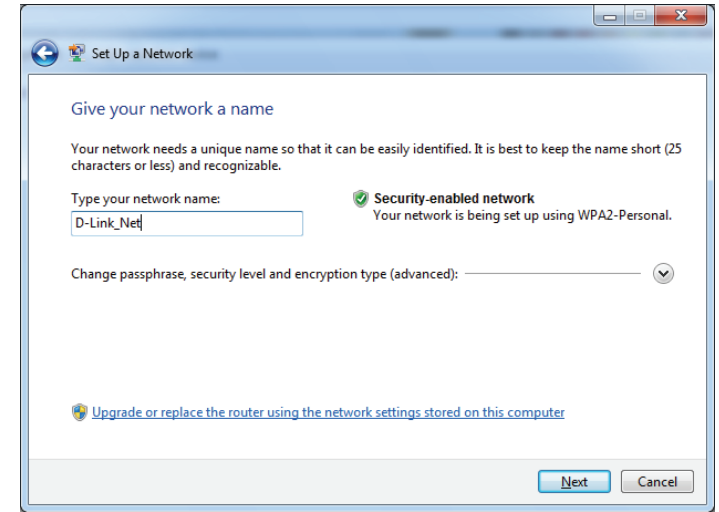 Set Up a Network
Give your network a name
Your network needs a unique name so that it can be easily identified. It is best to keep the name short (25
characters or less) and recognizable.
Type your network name:
D-Link_Net
Security-enabled network
Your network is being set up using WPA2-Personal.
Change passphrase, security level and encryption type (advanced):
Upgrade or replace the router using the network settings stored on this computer
Next
Cancel